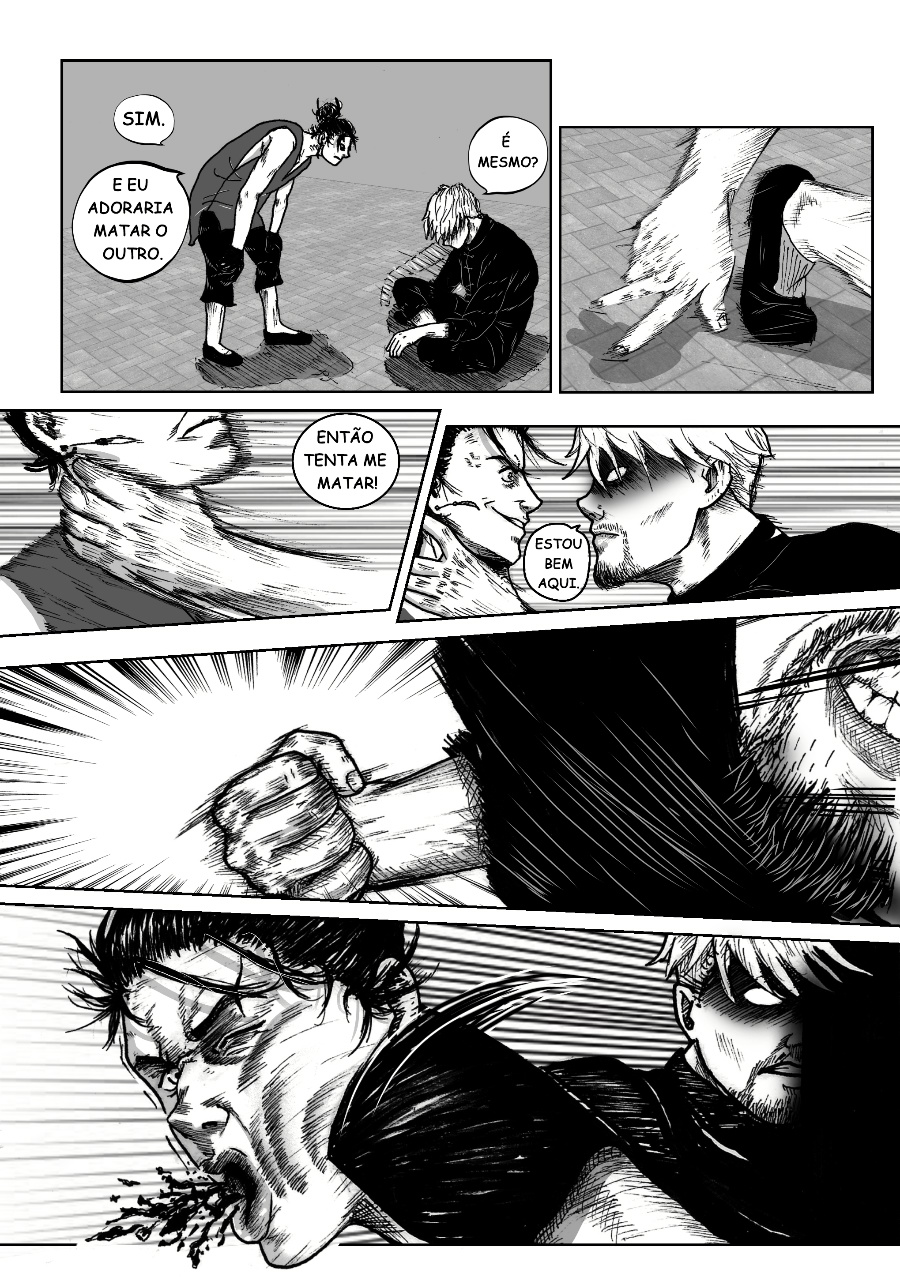 SIM.
E EU
ADORARIA
MATAR O
OUTRO.
É
MESMO?
ENTÃO
TENTA ME
MATAR!
ESTOU
BEM
AQUI.